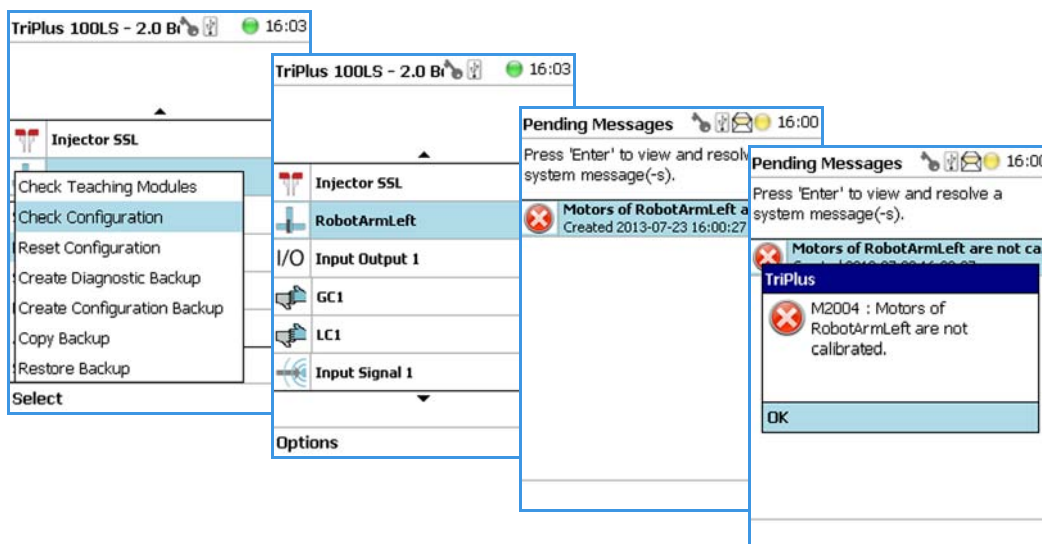 TriPlus 100LS - 2.0
16:03
Injector SSL
Check Teaching Modules
Check Configuration
Reset Configuration
Create Diagnostic Backup
Create Configuration Backup
Copy Backup
Restore Backup
Select
TriPlus 100LS - 2.0
16:03
Injector SSL
RobotArmLeft
I/O Input Output 1
GC1
LC1
Input Signal 1
Options
Pending Messages 16:00
Press 'Enter' to view and
system message(-s).
Motors of RobotArmLeft
Created 2013-07-23 16:00:27
Pending Messages 16:00
Press 'Enter' to view and resolve a
system message(-s).
Motors of RobotArmLeft are not
TriPlus
M2004 : Motors of
RobotArmLeft are not
calibrated.
OK